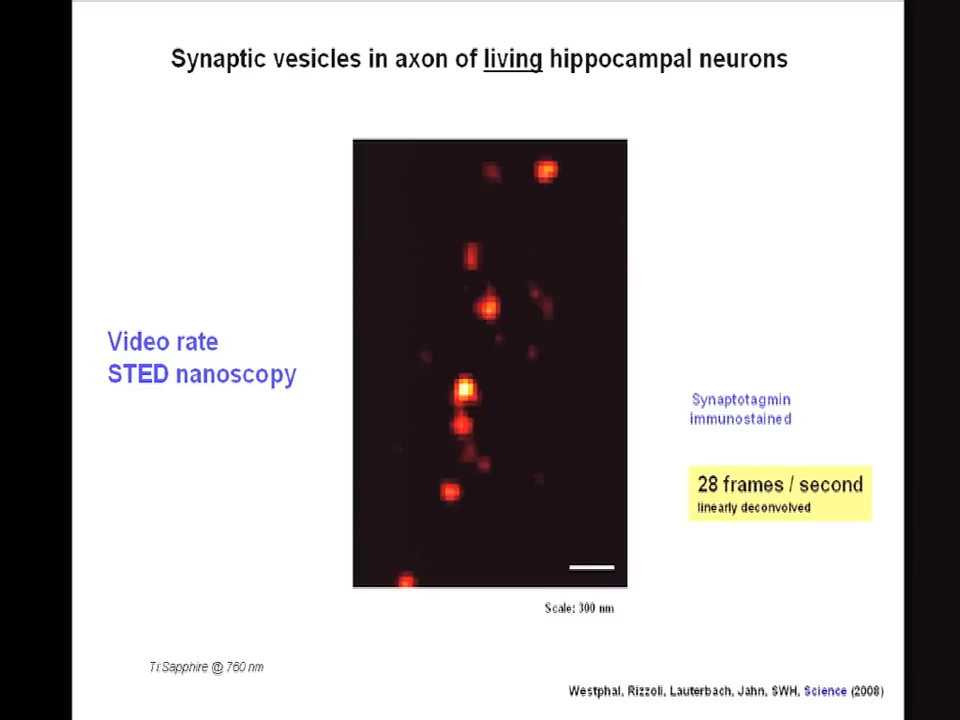 Synaptic vesicles in axon of living hippocampal neurons
Video rate
STED nanoscopy
Synaptotagmin
immunostained
28 frames / second
linearly deconvolved
Scale: 300 nm
Ti:Sapphire @ 760 nm
Westphal, Rizzoli, Lauterbach, Jahn, SWH, Science (2008)